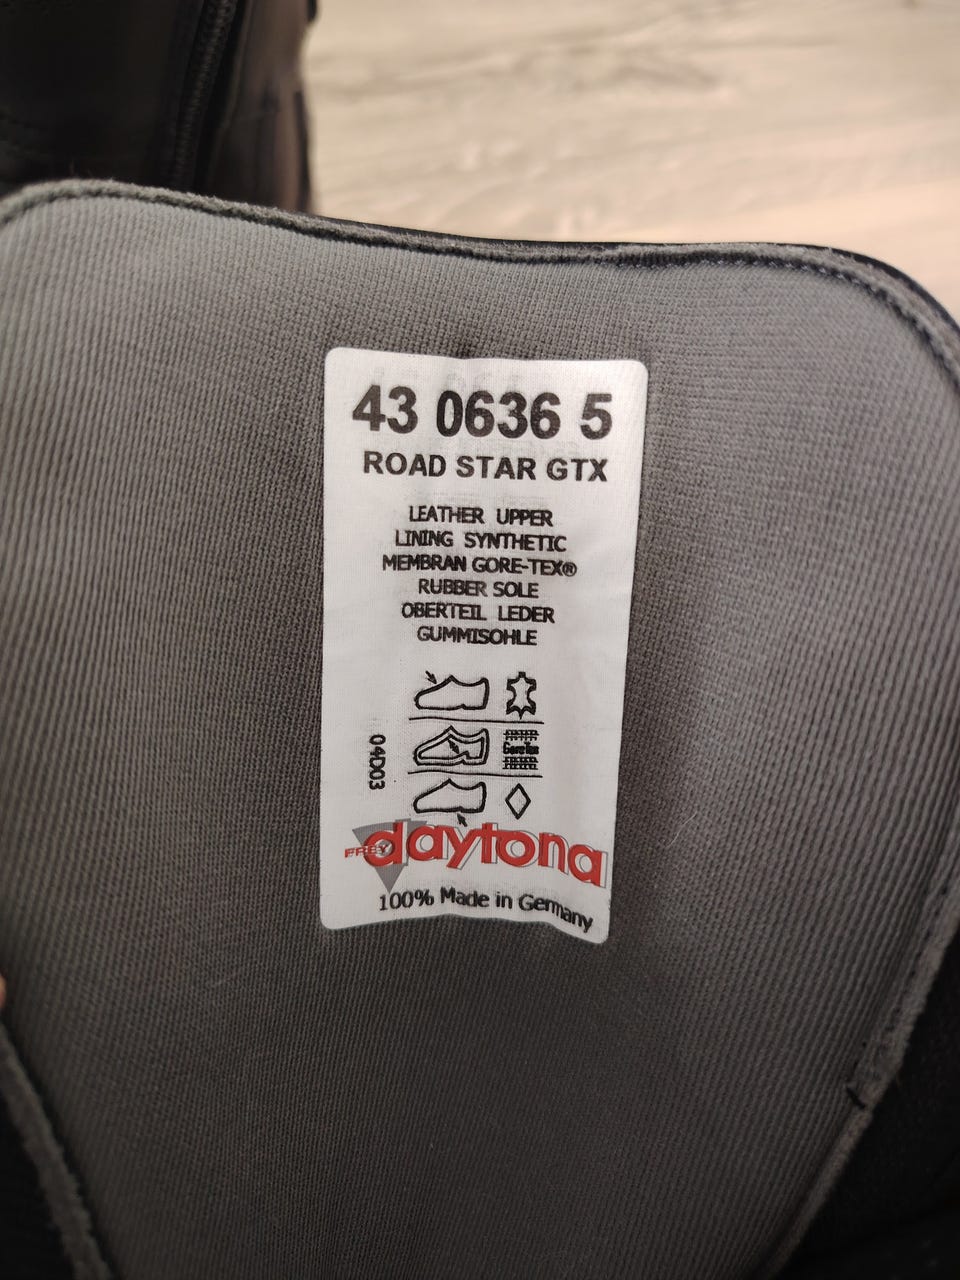 43 0636 5
ROAD STAR GTX
LEATHER UPPER
LINING SYNTHETIC
MEMBRAN GORE-TEX®
RUBBER SOLE
OBERTEIL LEDER
GUMMISOHLE
GoreTex
04D03
FREY daytona
100% Made in Germany